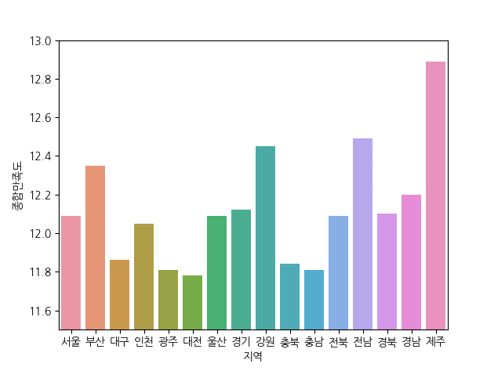 13.0
12.8
12.6
12.4
12.2
12.0
11.8
11.6
종합만족도
서울 부산 대구 인천 광주 대전 울산 경기 강원 충북 충남 전북 전남 경북 경남 제주
지역